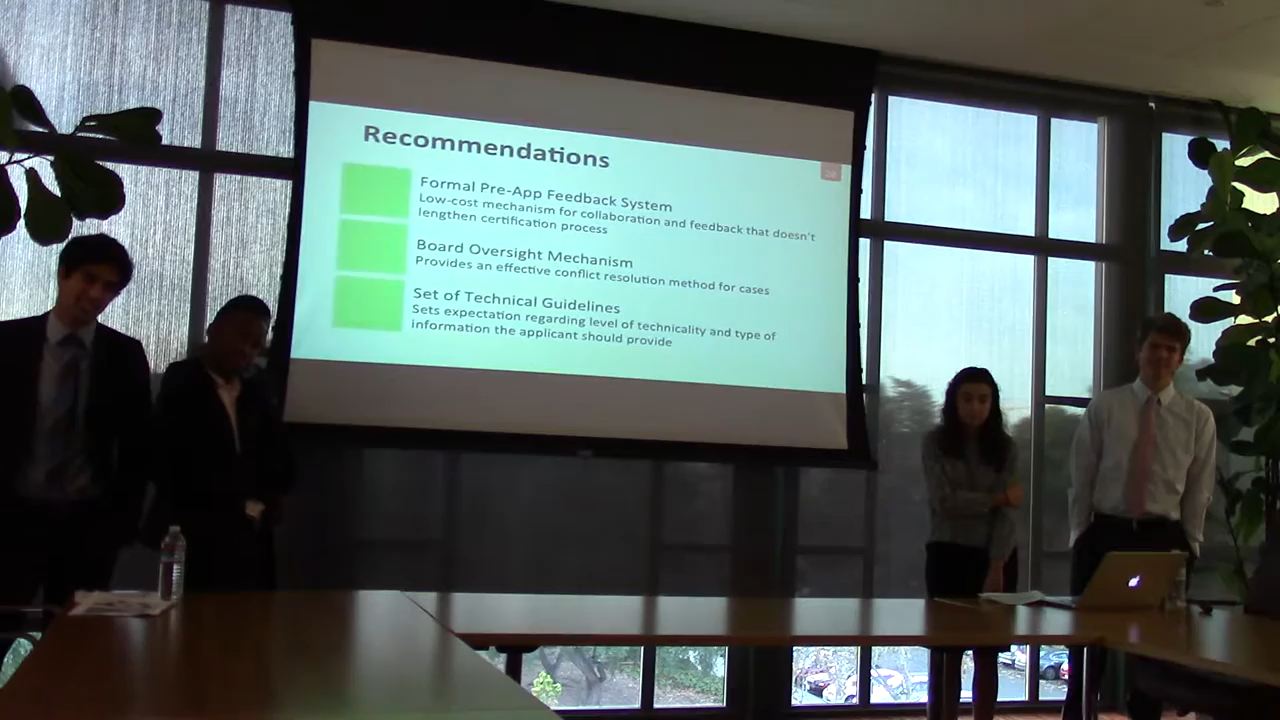 Recommendations
28
Formal Pre-App Feedback System
Low-cost mechanism for collaboration and feedback that doesn't
lengthen certification process
Board Oversight Mechanism
Provides an effective conflict resolution method for cases
Set of Technical Guidelines
Sets expectation regarding level of technicality and type of
information the applicant should provide